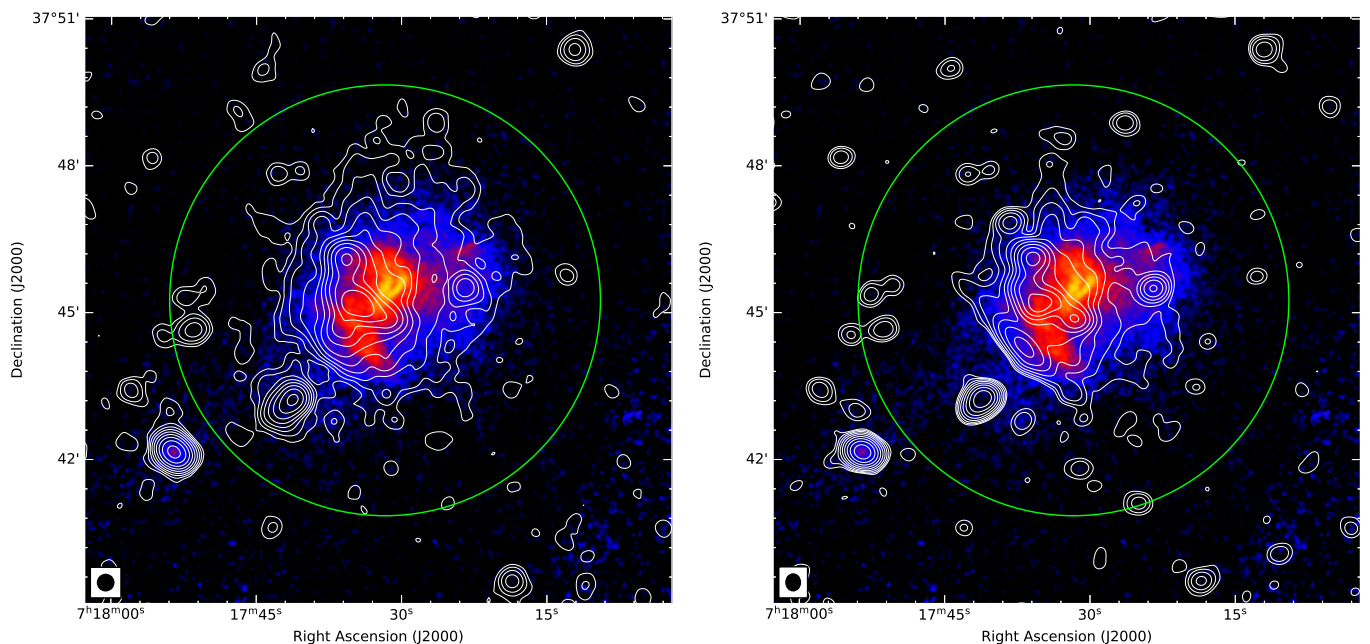 37°51'
48'
45'
42'
Declination (J2000)
7ʰ18ᵐ00ˢ
17ᵐ45ˢ
30ˢ
15ˢ
Right Ascension (J2000)
37°51'
48'
45'
42'
Declination (J2000)
7ʰ18ᵐ00ˢ
17ᵐ45ˢ
30ˢ
15ˢ
Right Ascension (J2000)